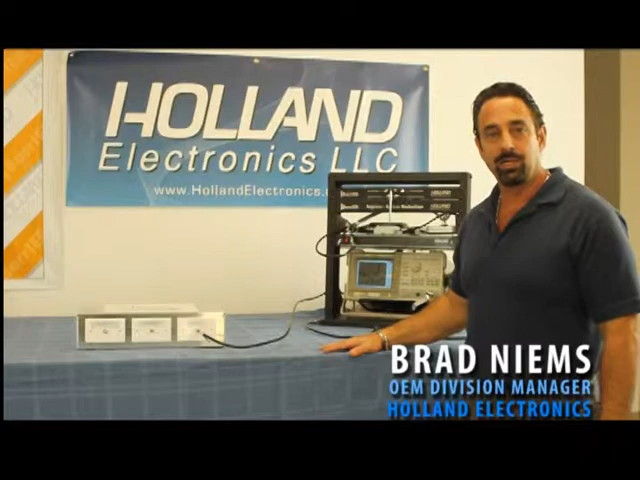 HOLLAND
Electronics LLC
www.HollandElectronics.
BRAD NIEMS
OEM DIVISION MANAGER
HOLLAND ELECTRONICS